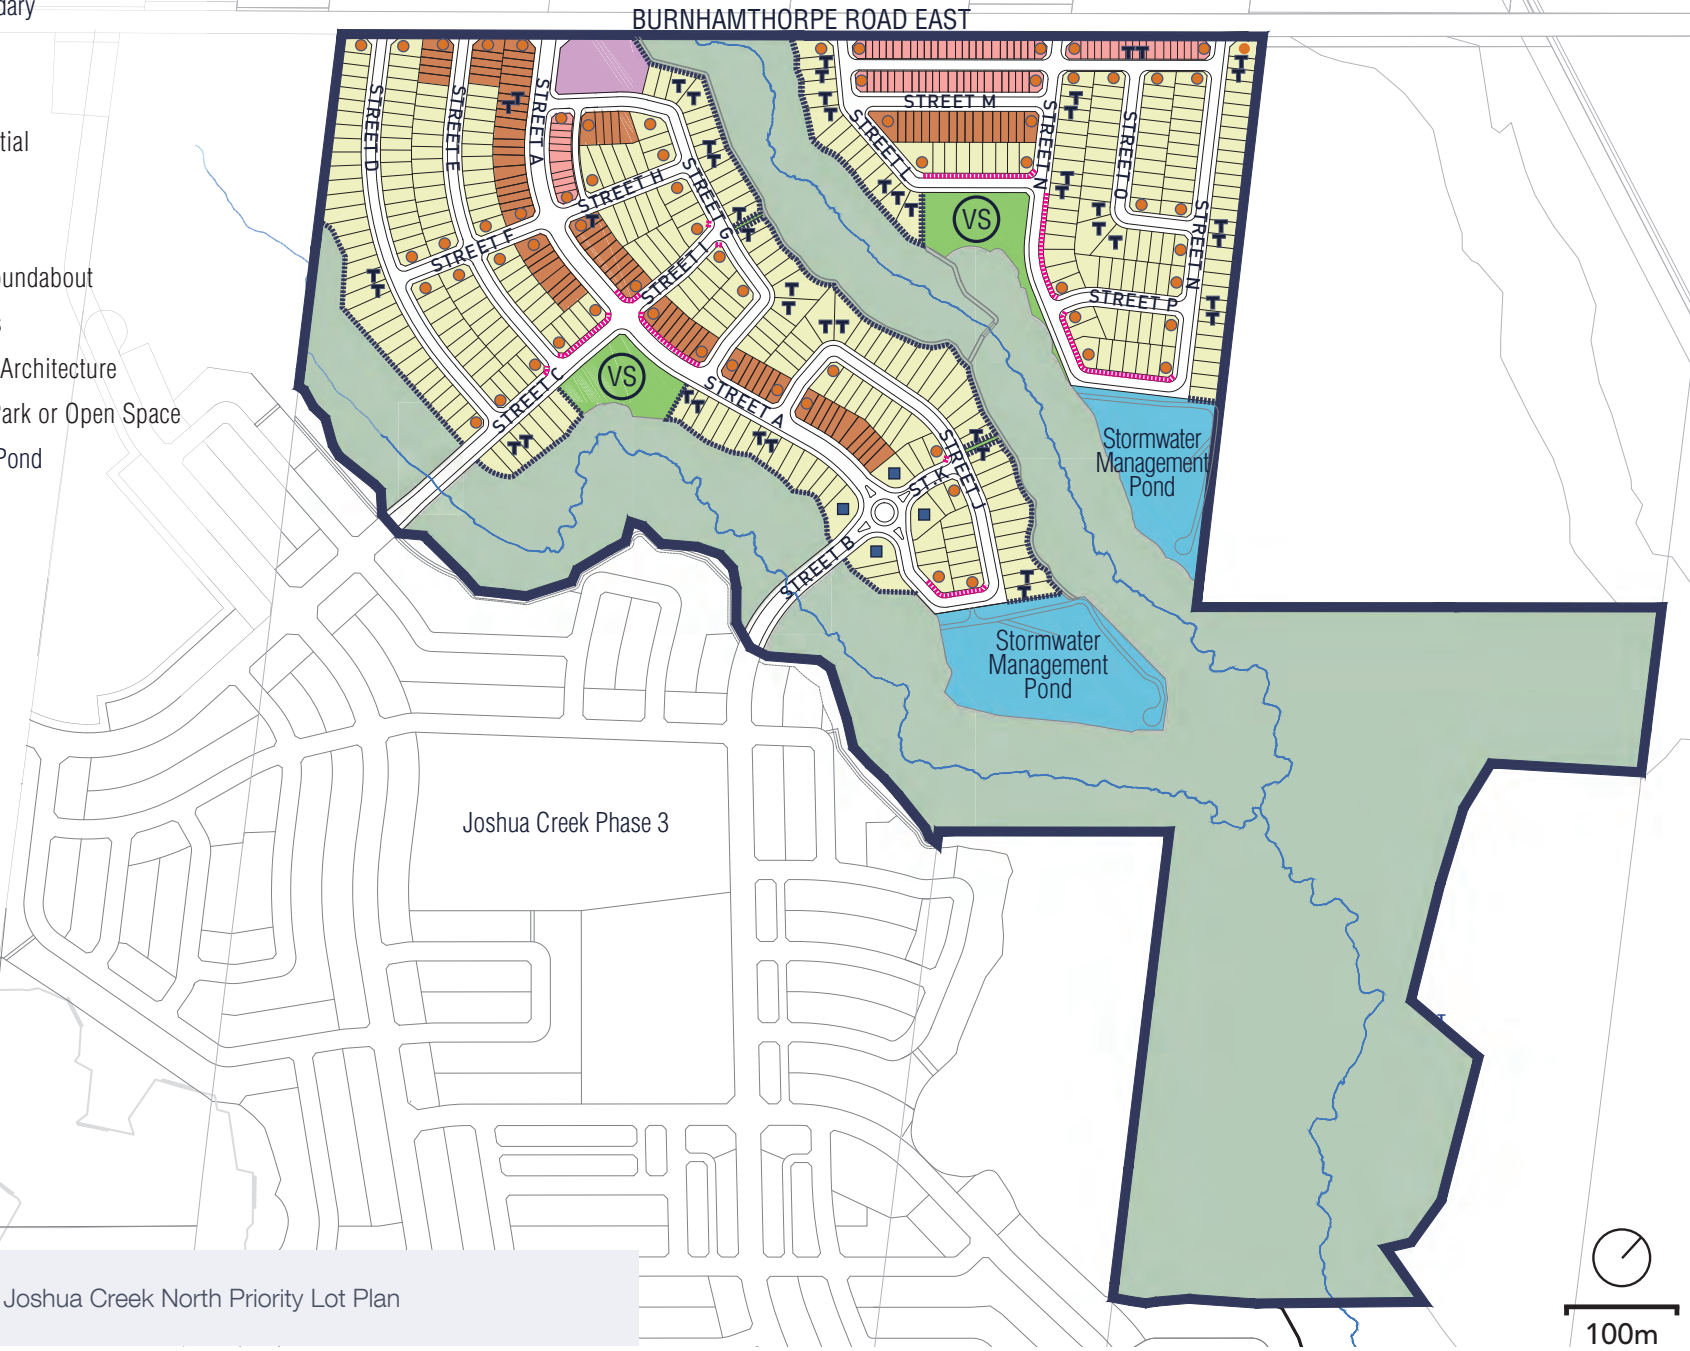 dary
BURNHAMTHORPE ROAD EAST
tial
oundabout
s
Architecture
Park or Open Space
Pond
STREET D
STREET E
STREET A
STREET H
STREET G
STREET F
STREET I
STREET C
VS
STREET A
STREET M
STREET L
STREET N
STREET O
VS
STREET N
STREET P
Stormwater
Management
Pond
STREET J
ST.K
STREET B
Stormwater
Management
Pond
Joshua Creek Phase 3
Joshua Creek North Priority Lot Plan
100m